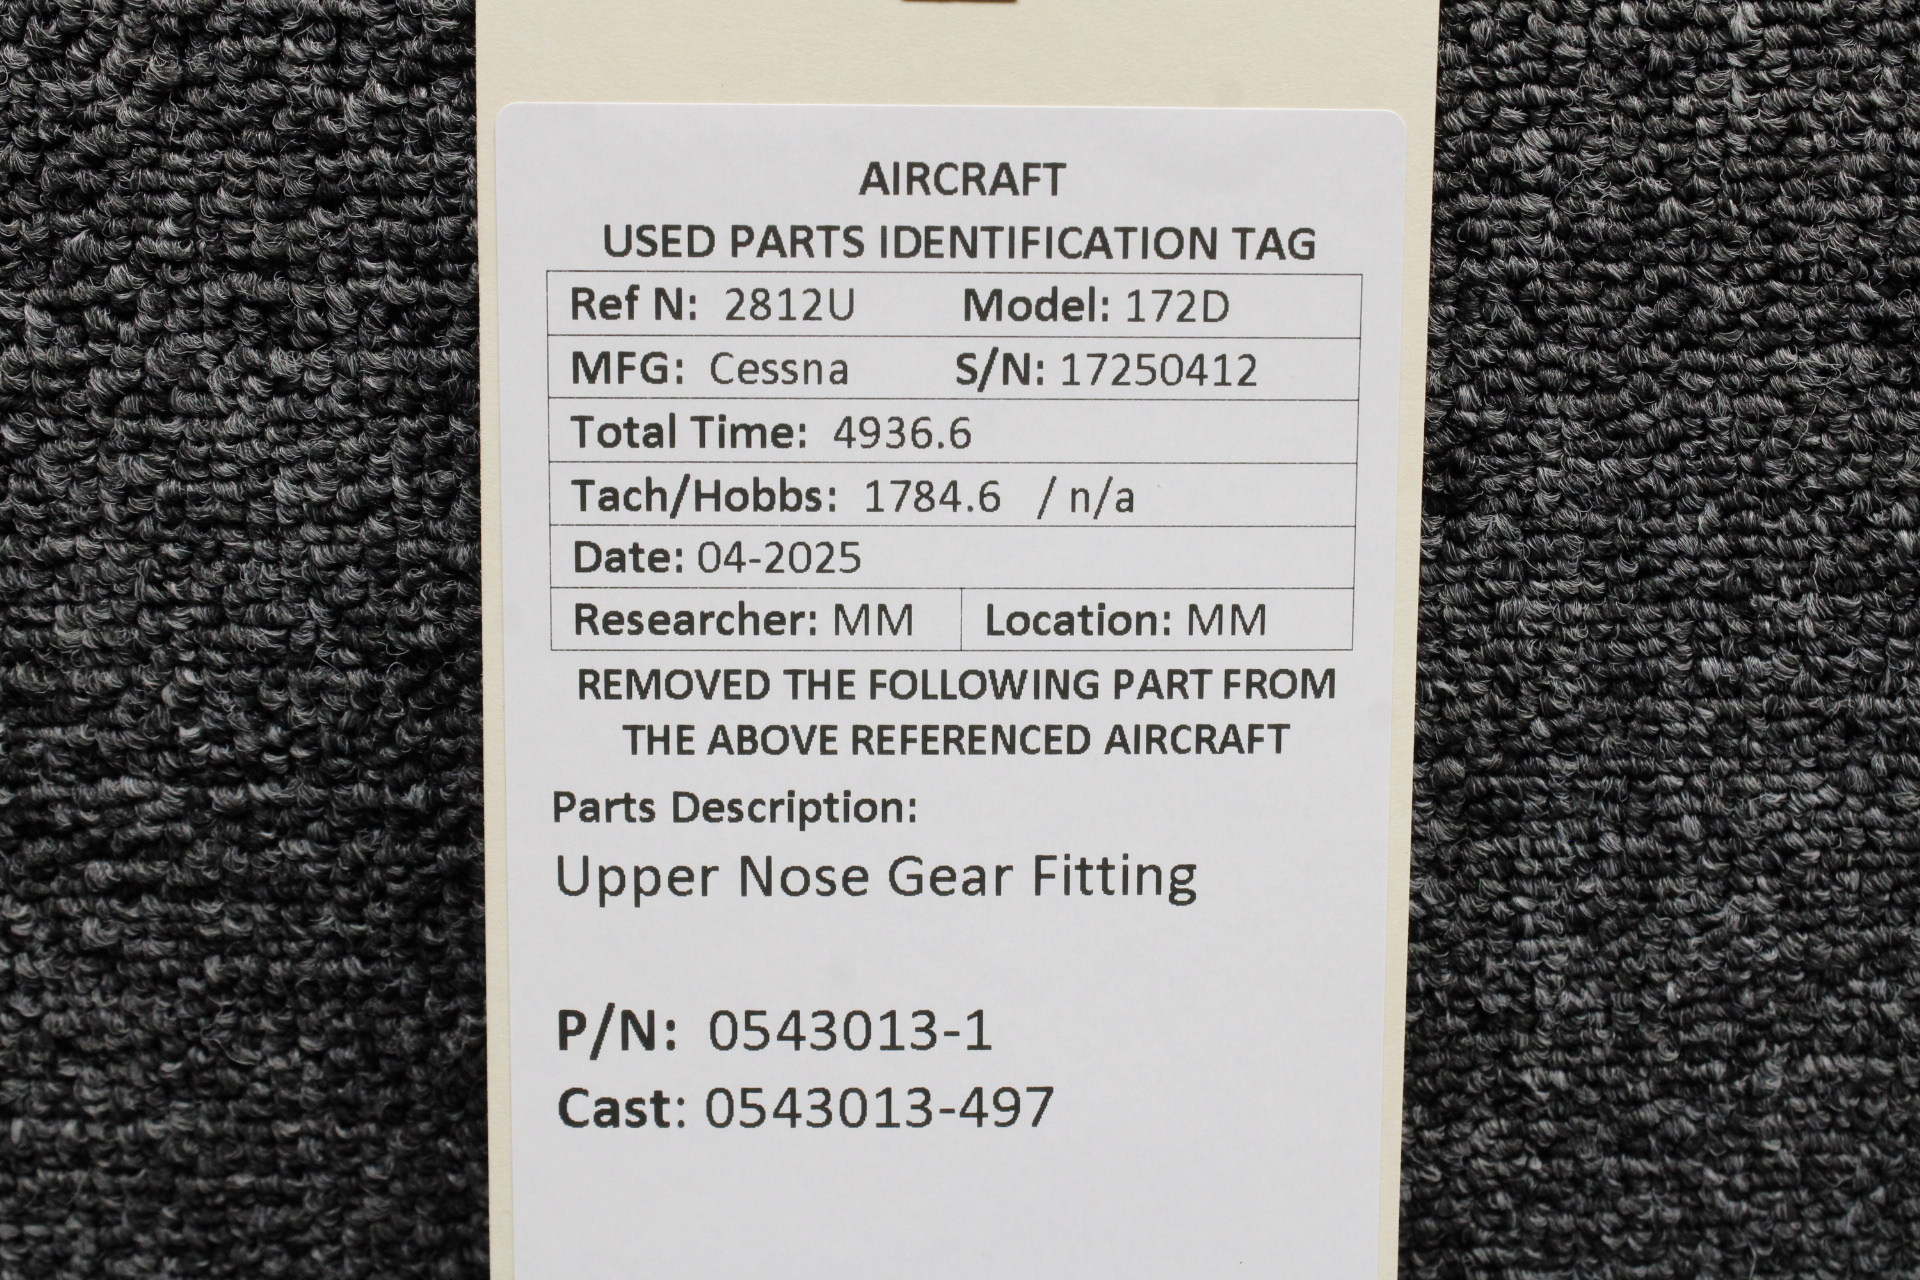 AIRCRAFT
USED PARTS IDENTIFICATION TAG
Ref N: 2812U Model: 172D
MFG: Cessna S/N: 17250412
Total Time: 4936.6
Tach/Hobbs: 1784.6 / n/a
Date: 04-2025
Researcher: MM Location: MM
REMOVED THE FOLLOWING PART FROM
THE ABOVE REFERENCED AIRCRAFT
Parts Description:
Upper Nose Gear Fitting
P/N: 0543013-1
Cast: 0543013-497